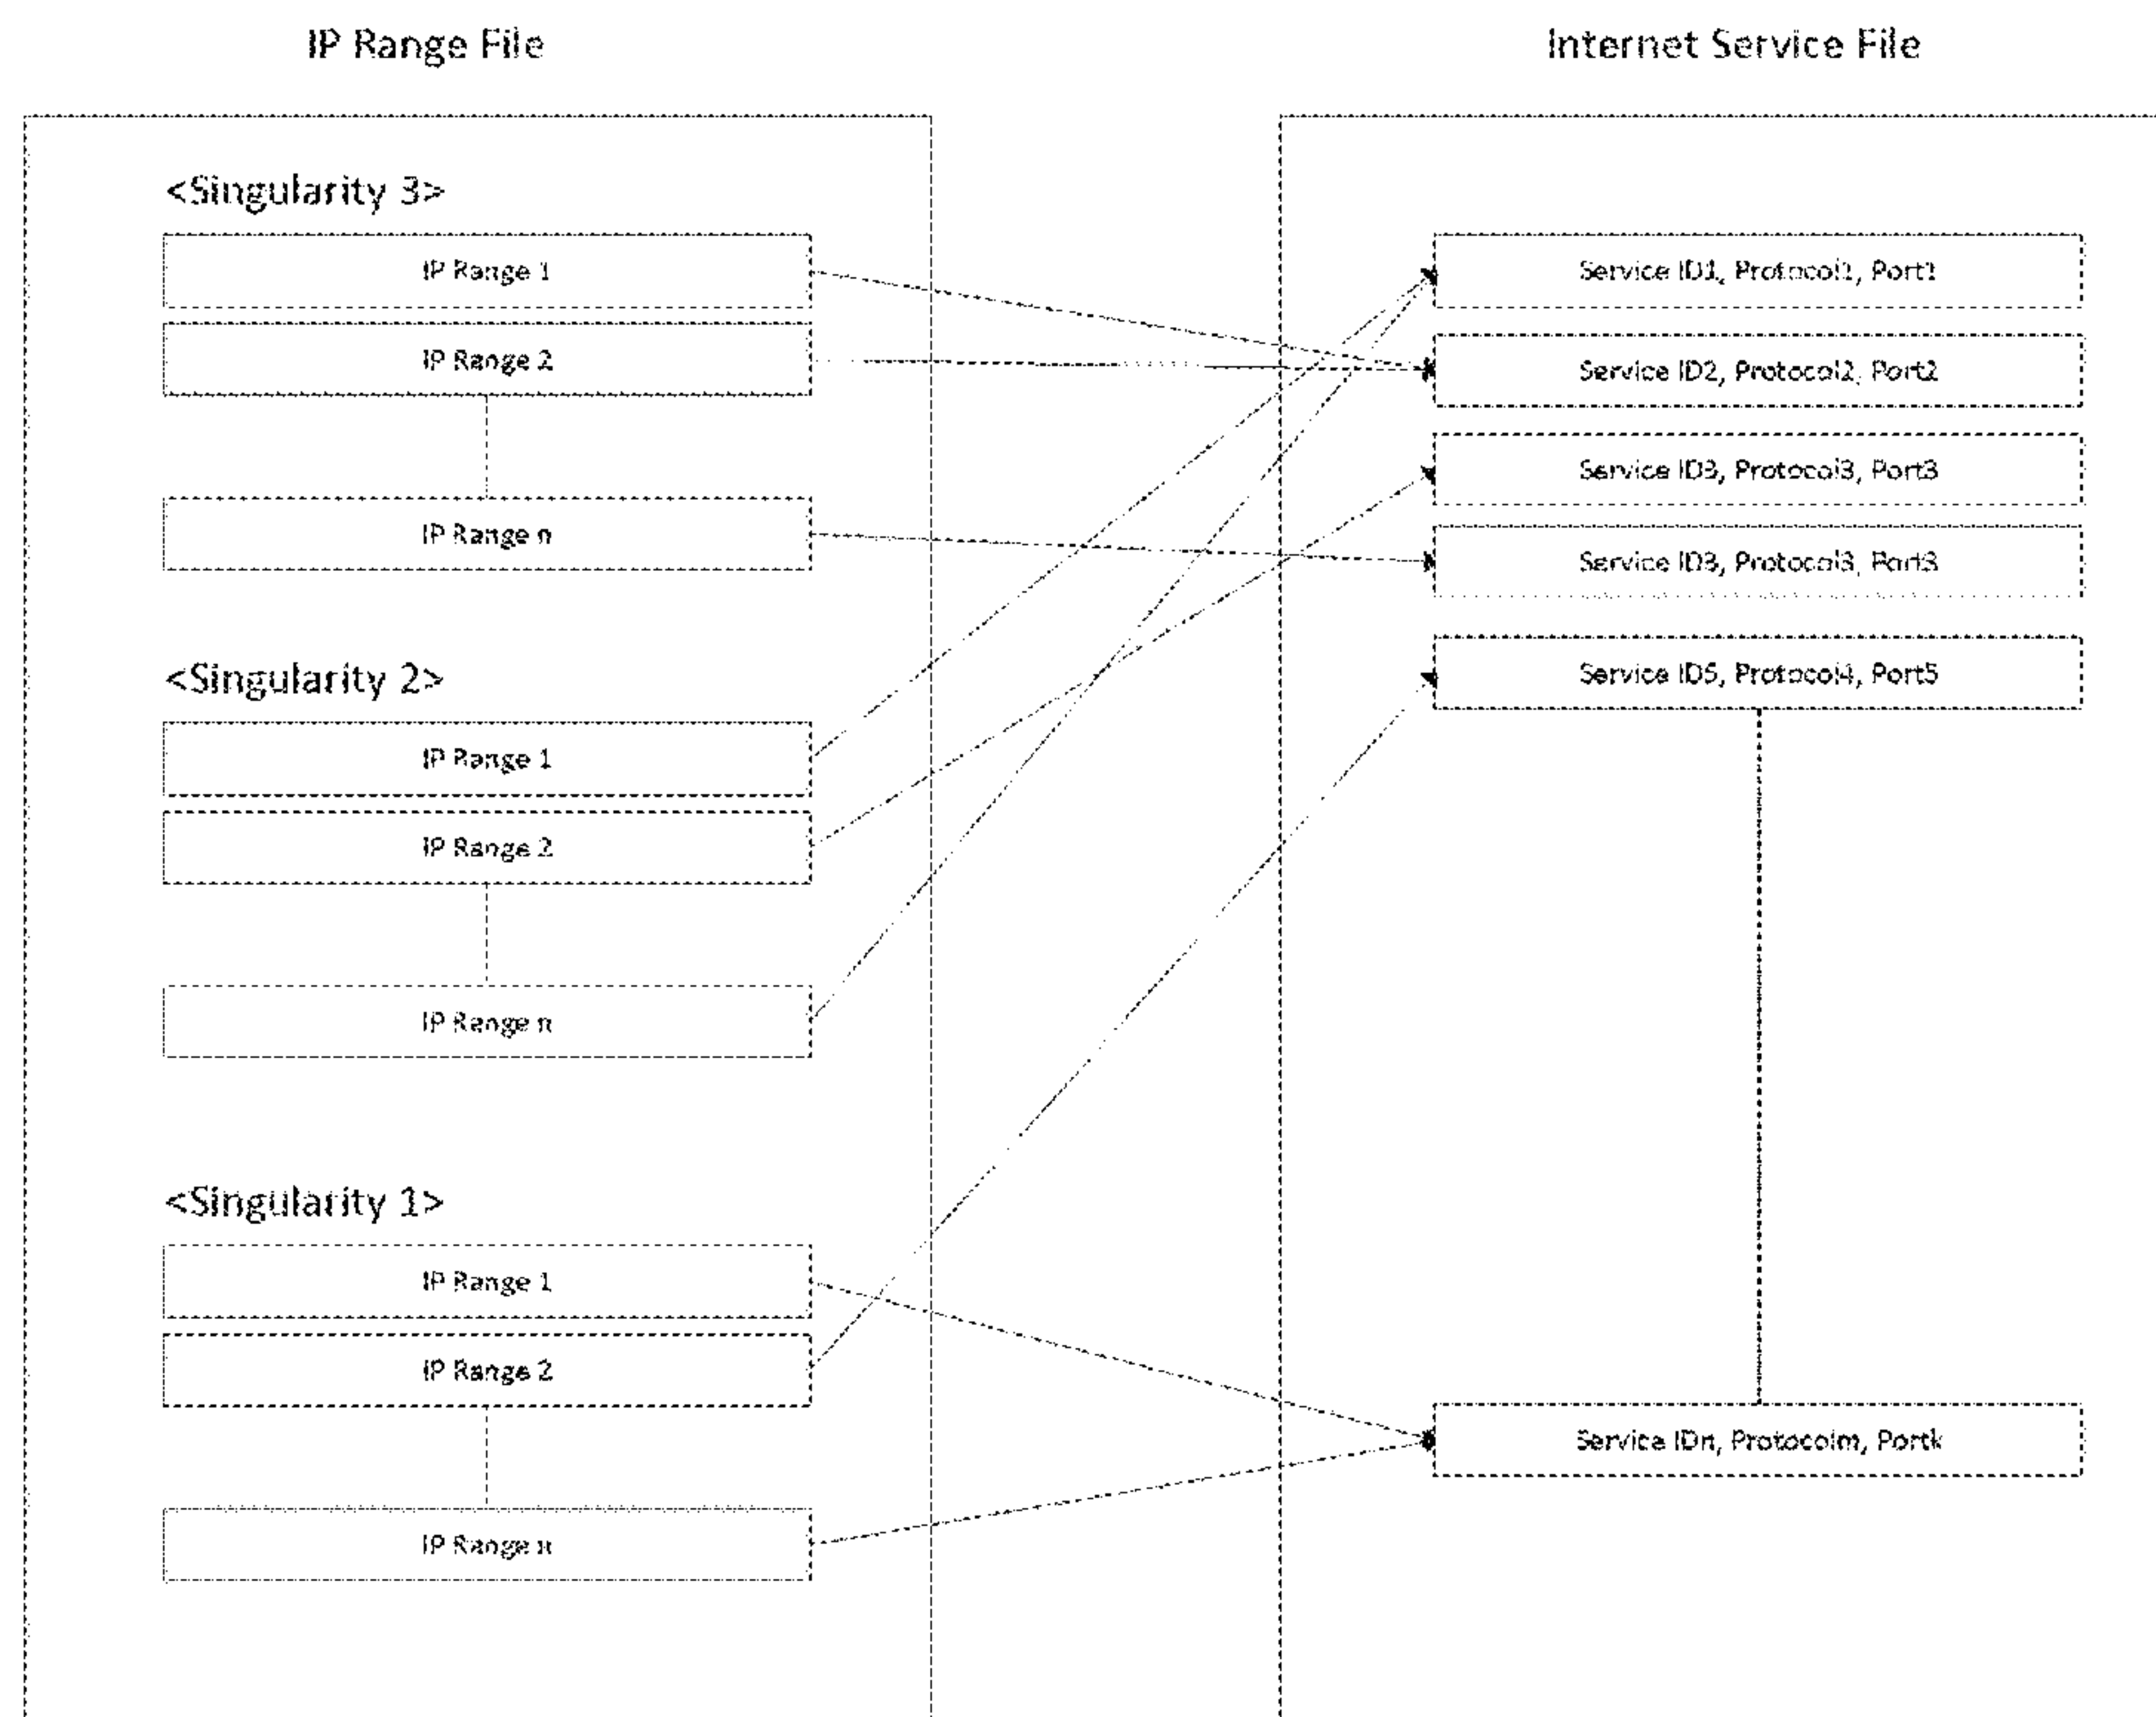 IP Range File
Internet Service File
<Singularity 3>
IP Range 1
IP Range 2
IP Range n
<Singularity 2>
IP Range 1
IP Range 2
IP Range n
<Singularity 1>
IP Range 1
IP Range 2
IP Range n
Service ID1, Protocol1, Port1
Service ID2, Protocol2, Port2
Service ID3, Protocol3, Port3
Service ID3, Protocol3, Port3
Service ID5, Protocol4, Port5
Service IDn, Protocolm, Portk